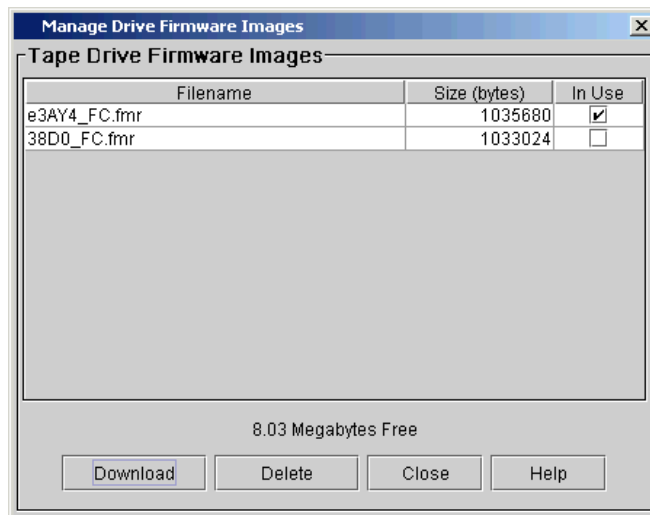 Manage Drive Firmware Images
Tape Drive Firmware Images
Filename Size (bytes) In Use
e3AY4_FC.fmr 1035680
38D0_FC.fmr 1033024
8.03 Megabytes Free
Download Delete Close Help